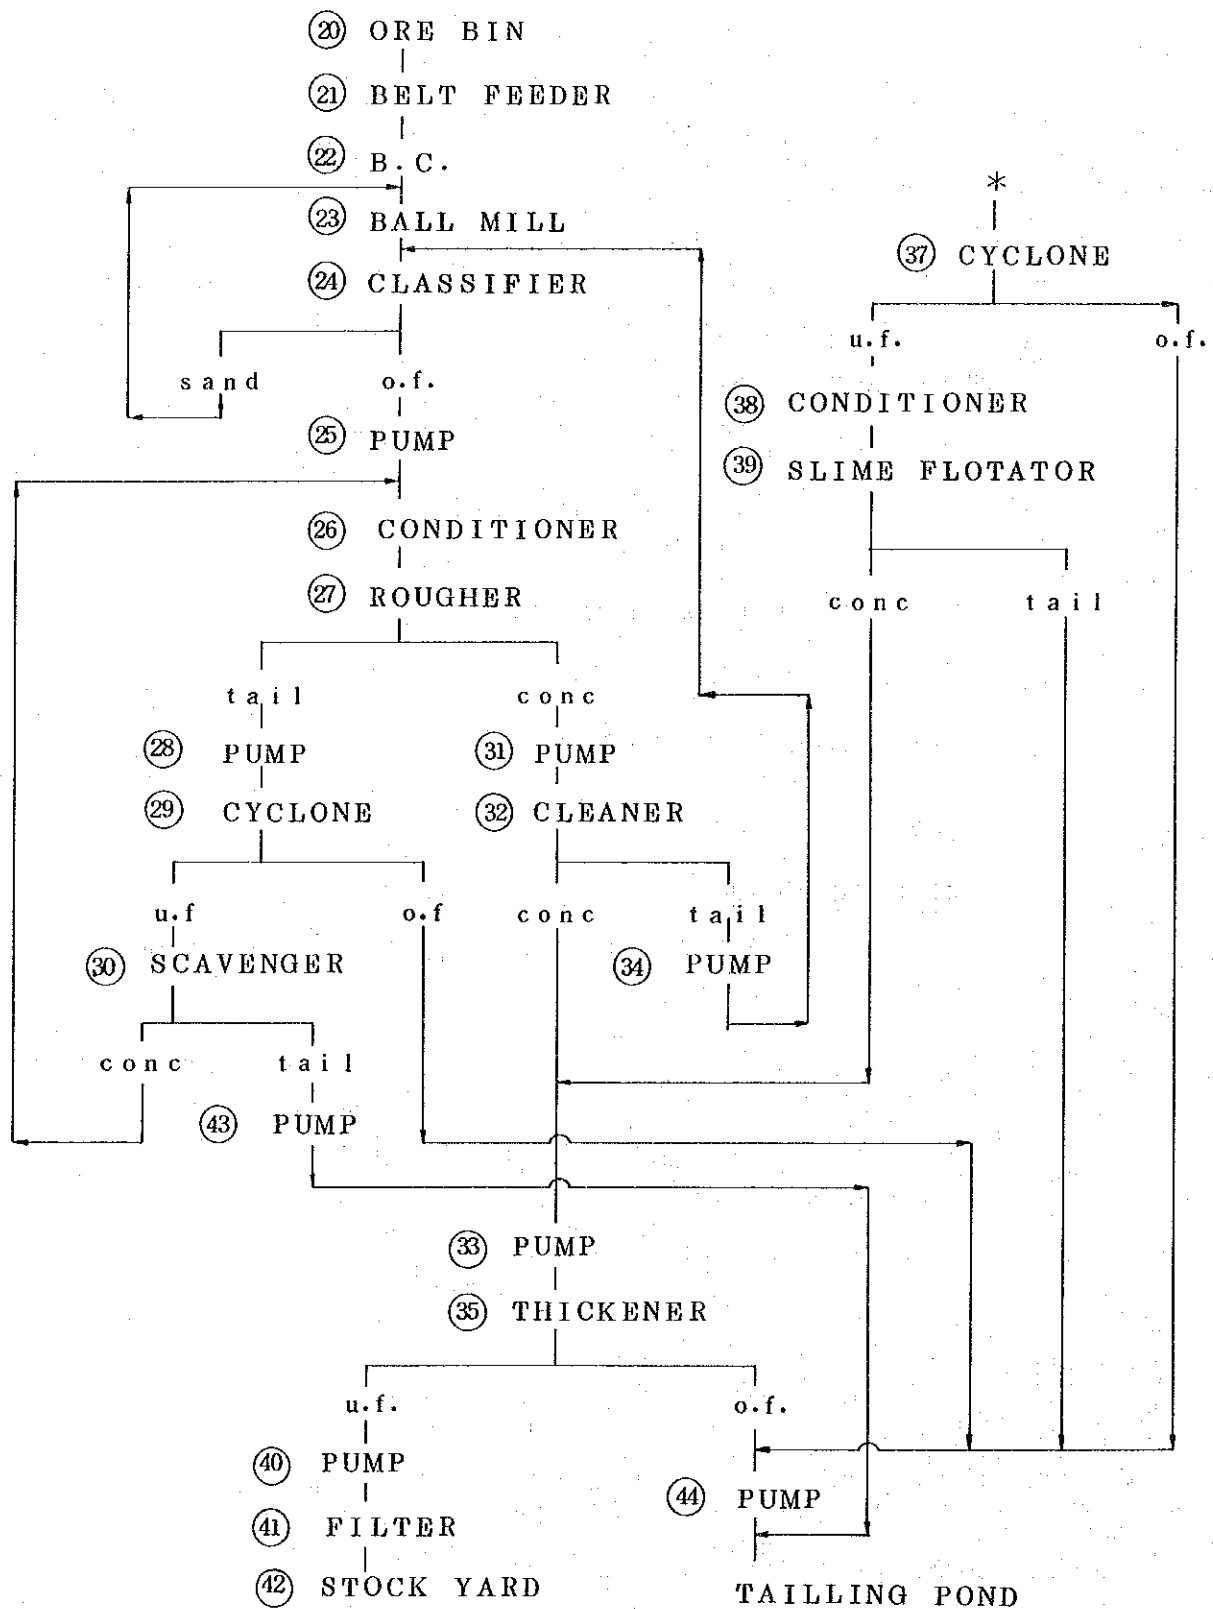 ⑳ ORE BIN
㉑ BELT FEEDER
㉒ B.C.
㉓ BALL MILL
㉔ CLASSIFIER
sand o.f.
㉕ PUMP
㉖ CONDITIONER
㉗ ROUGHER
tail conc
㉘ PUMP ㉛ PUMP
㉙ CYCLONE ㉜ CLEANER
u.f o.f conc tail
㉚ SCAVENGER ㉞ PUMP
conc tail
㊸ PUMP
㉝ PUMP
㉟ THICKENER
u.f. o.f.
㊵ PUMP
㊶ FILTER
㊷ STOCK YARD
㊹ PUMP
TAILLING POND
*
㊲ CYCLONE
u.f. o.f.
㊳ CONDITIONER
㊴ SLIME FLOTATOR
conc tail